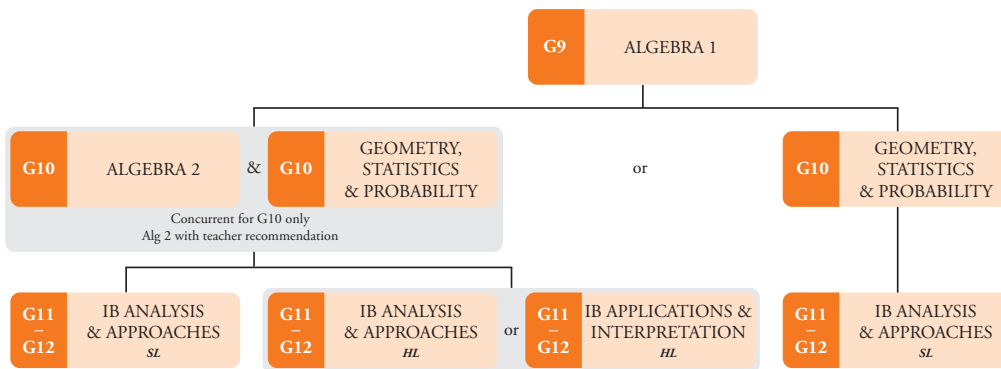 G9
ALGEBRA 1
G10
ALGEBRA 2
&
G10
GEOMETRY,
STATISTICS
& PROBABILITY
or
G10
GEOMETRY,
STATISTICS
& PROBABILITY
Concurrent for G10 only
Alg 2 with teacher recommendation
G11
–
G12
IB ANALYSIS
& APPROACHES
SL
G11
–
G12
IB ANALYSIS
& APPROACHES
HL
or
G11
–
G12
IB APPLICATIONS &
INTERPRETATION
HL
G11
–
G12
IB ANALYSIS
& APPROACHES
SL